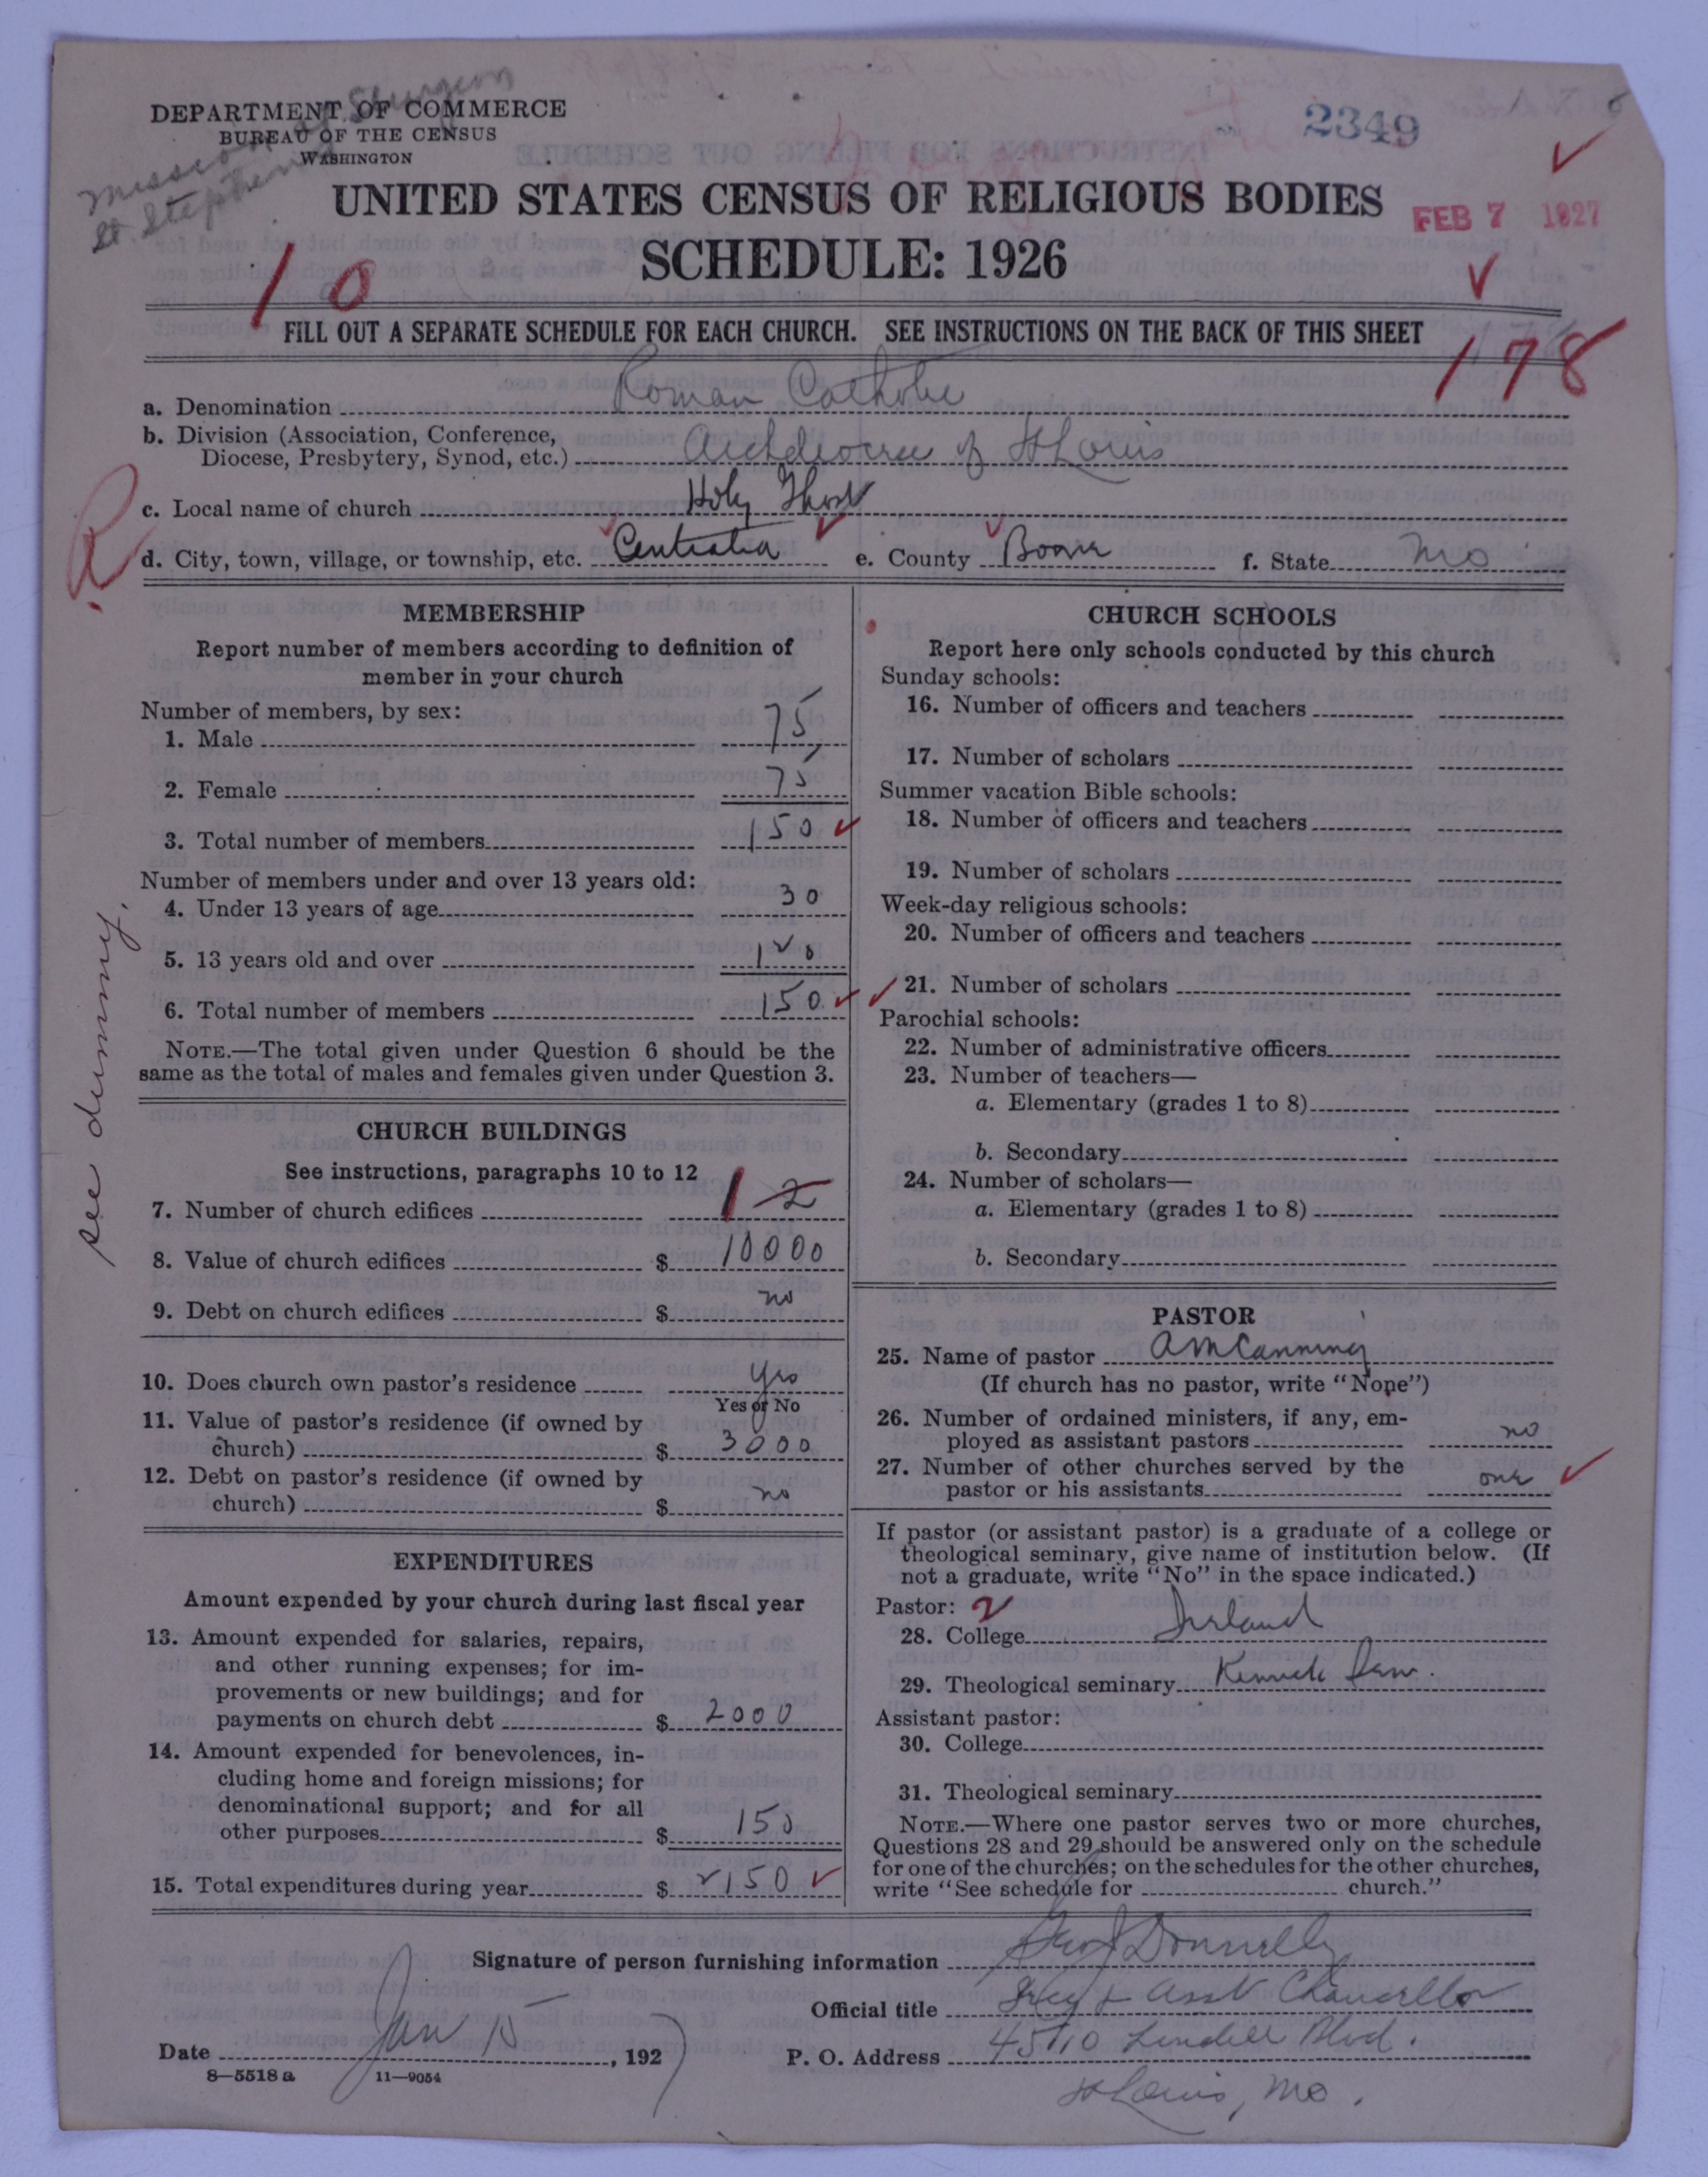 Mission of Sturgeon
St. Stephens
DEPARTMENT OF COMMERCE
BUREAU OF THE CENSUS
WASHINGTON
2349
UNITED STATES CENSUS OF RELIGIOUS BODIES
FEB 7 1927
SCHEDULE: 1926
10
FILL OUT A SEPARATE SCHEDULE FOR EACH CHURCH. SEE INSTRUCTIONS ON THE BACK OF THIS SHEET
178
a. Denomination Roman Catholic
b. Division (Association, Conference,
Diocese, Presbytery, Synod, etc.) Archdiocese of St Louis
R
c. Local name of church Holy Ghost
d. City, town, village, or township, etc. Centralia e. County Boone f. State Mo
MEMBERSHIP
Report number of members according to definition of
member in your church
Number of members, by sex:
1. Male 75
2. Female 75
3. Total number of members 150
Number of members under and over 13 years old:
4. Under 13 years of age 30
5. 13 years old and over 120
6. Total number of members 150
NOTE.—The total given under Question 6 should be the
same as the total of males and females given under Question 3.
see dummy.
CHURCH BUILDINGS
See instructions, paragraphs 10 to 12
7. Number of church edifices 1 2
8. Value of church edifices $ 10000
9. Debt on church edifices $ no
10. Does church own pastor's residence yes
Yes or No
11. Value of pastor's residence (if owned by
church) $ 3000
12. Debt on pastor's residence (if owned by
church) $ no
EXPENDITURES
Amount expended by your church during last fiscal year
13. Amount expended for salaries, repairs,
and other running expenses; for im-
provements or new buildings; and for
payments on church debt $ 2000
14. Amount expended for benevolences, in-
cluding home and foreign missions; for
denominational support; and for all
other purposes $ 150
15. Total expenditures during year $ 2150
CHURCH SCHOOLS
Report here only schools conducted by this church
Sunday schools:
16. Number of officers and teachers
17. Number of scholars
Summer vacation Bible schools:
18. Number of officers and teachers
19. Number of scholars
Week-day religious schools:
20. Number of officers and teachers
21. Number of scholars
Parochial schools:
22. Number of administrative officers
23. Number of teachers—
a. Elementary (grades 1 to 8)
b. Secondary
24. Number of scholars—
a. Elementary (grades 1 to 8)
b. Secondary
PASTOR
25. Name of pastor A M Canning
(If church has no pastor, write "None")
26. Number of ordained ministers, if any, em-
ployed as assistant pastors no
27. Number of other churches served by the
pastor or his assistants one
If pastor (or assistant pastor) is a graduate of a college or
theological seminary, give name of institution below. (If
not a graduate, write "No" in the space indicated.)
Pastor: 2
28. College Ireland
29. Theological seminary Kenrick Sem.
Assistant pastor:
30. College
31. Theological seminary
NOTE.—Where one pastor serves two or more churches,
Questions 28 and 29 should be answered only on the schedule
for one of the churches; on the schedules for the other churches,
write "See schedule for church."
Signature of person furnishing information Geo J Donnelly
Official title Secy & Asst Chancellor
Date Jan 15, 1927 P. O. Address 4510 Lindell Blvd.
8—5518 a 11—9054
St Louis, Mo.